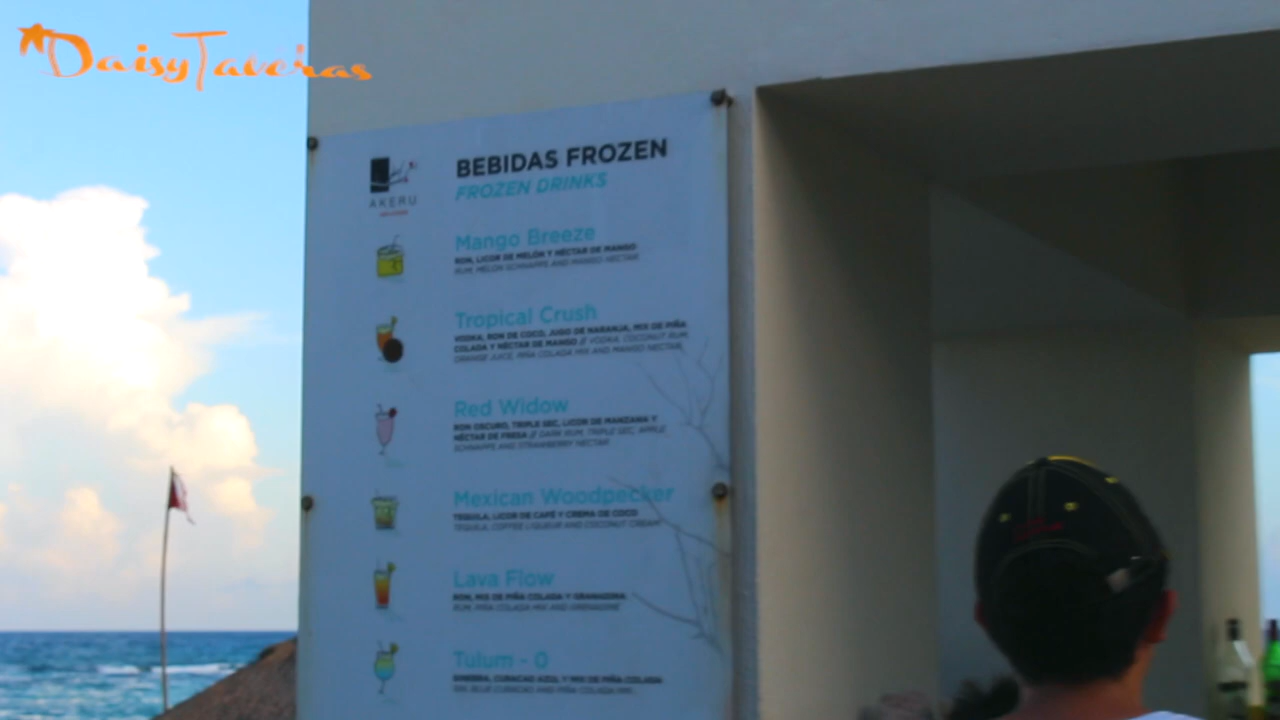 DaisyTaveras
BEBIDAS FROZEN
FROZEN DRINKS
AKERU
Mango Breeze
RON, LICOR DE MELÓN Y NÉCTAR DE MANGO
RUM, MELON SCHNAPPS AND MANGO NECTAR
Tropical Crush
VODKA, RON DE COCO, JUGO DE NARANJA, MIX DE PIÑA
COLADA Y NÉCTAR DE MANGO // VODKA, COCONUT RUM,
ORANGE JUICE, PIÑA COLADA MIX AND MANGO NECTAR
Red Widow
RON OSCURO, TRIPLE SEC, LICOR DE MANZANA Y
NÉCTAR DE FRESA // DARK RUM, TRIPLE SEC, APPLE
SCHNAPPS AND STRAWBERRY NECTAR
Mexican Woodpecker
TEQUILA, LICOR DE CAFÉ Y CREMA DE COCO
TEQUILA, COFFEE LIQUEUR AND COCONUT CREAM
Lava Flow
RON, MIX DE PIÑA COLADA Y GRANADINA
RUM, PIÑA COLADA MIX AND GRENADINE
Tulum - O
GINEBRA, CURACAO AZUL Y MIX DE PIÑA COLADA
GIN, BLUE CURACAO AND PIÑA COLADA MIX